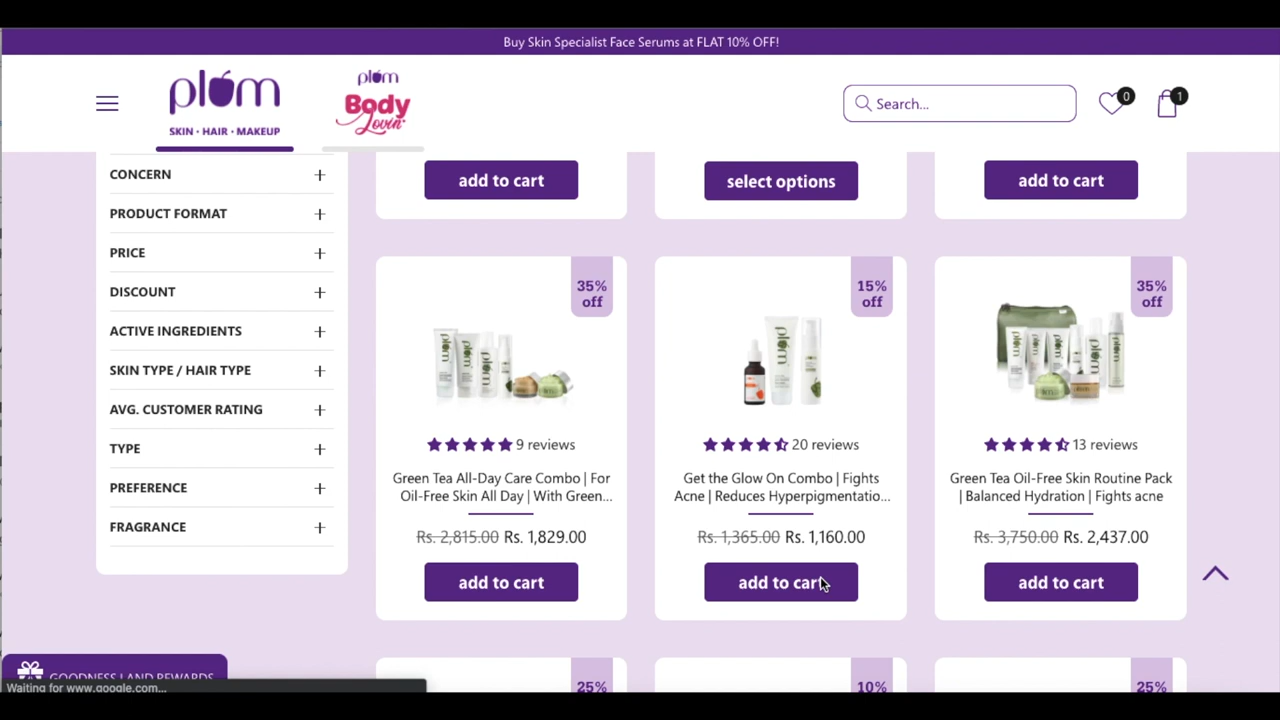 Buy Skin Specialist Face Serums at FLAT 10% OFF!
plum
SKIN • HAIR • MAKEUP
plum
Body
Lovin'
Search...
0
1
CONCERN
PRODUCT FORMAT
PRICE
DISCOUNT
ACTIVE INGREDIENTS
SKIN TYPE / HAIR TYPE
AVG. CUSTOMER RATING
TYPE
PREFERENCE
FRAGRANCE
add to cart
select options
add to cart
35%
off
9 reviews
Green Tea All-Day Care Combo | For
Oil-Free Skin All Day | With Green...
Rs. 2,815.00 Rs. 1,829.00
add to cart
15%
off
plum
20 reviews
Get the Glow On Combo | Fights
Acne | Reduces Hyperpigmentatio...
Rs. 1,365.00 Rs. 1,160.00
add to cart
35%
off
13 reviews
Green Tea Oil-Free Skin Routine Pack
| Balanced Hydration | Fights acne
Rs. 3,750.00 Rs. 2,437.00
add to cart
25%
10%
25%
GOODNESS LAND REWARDS
Waiting for www.google.com...